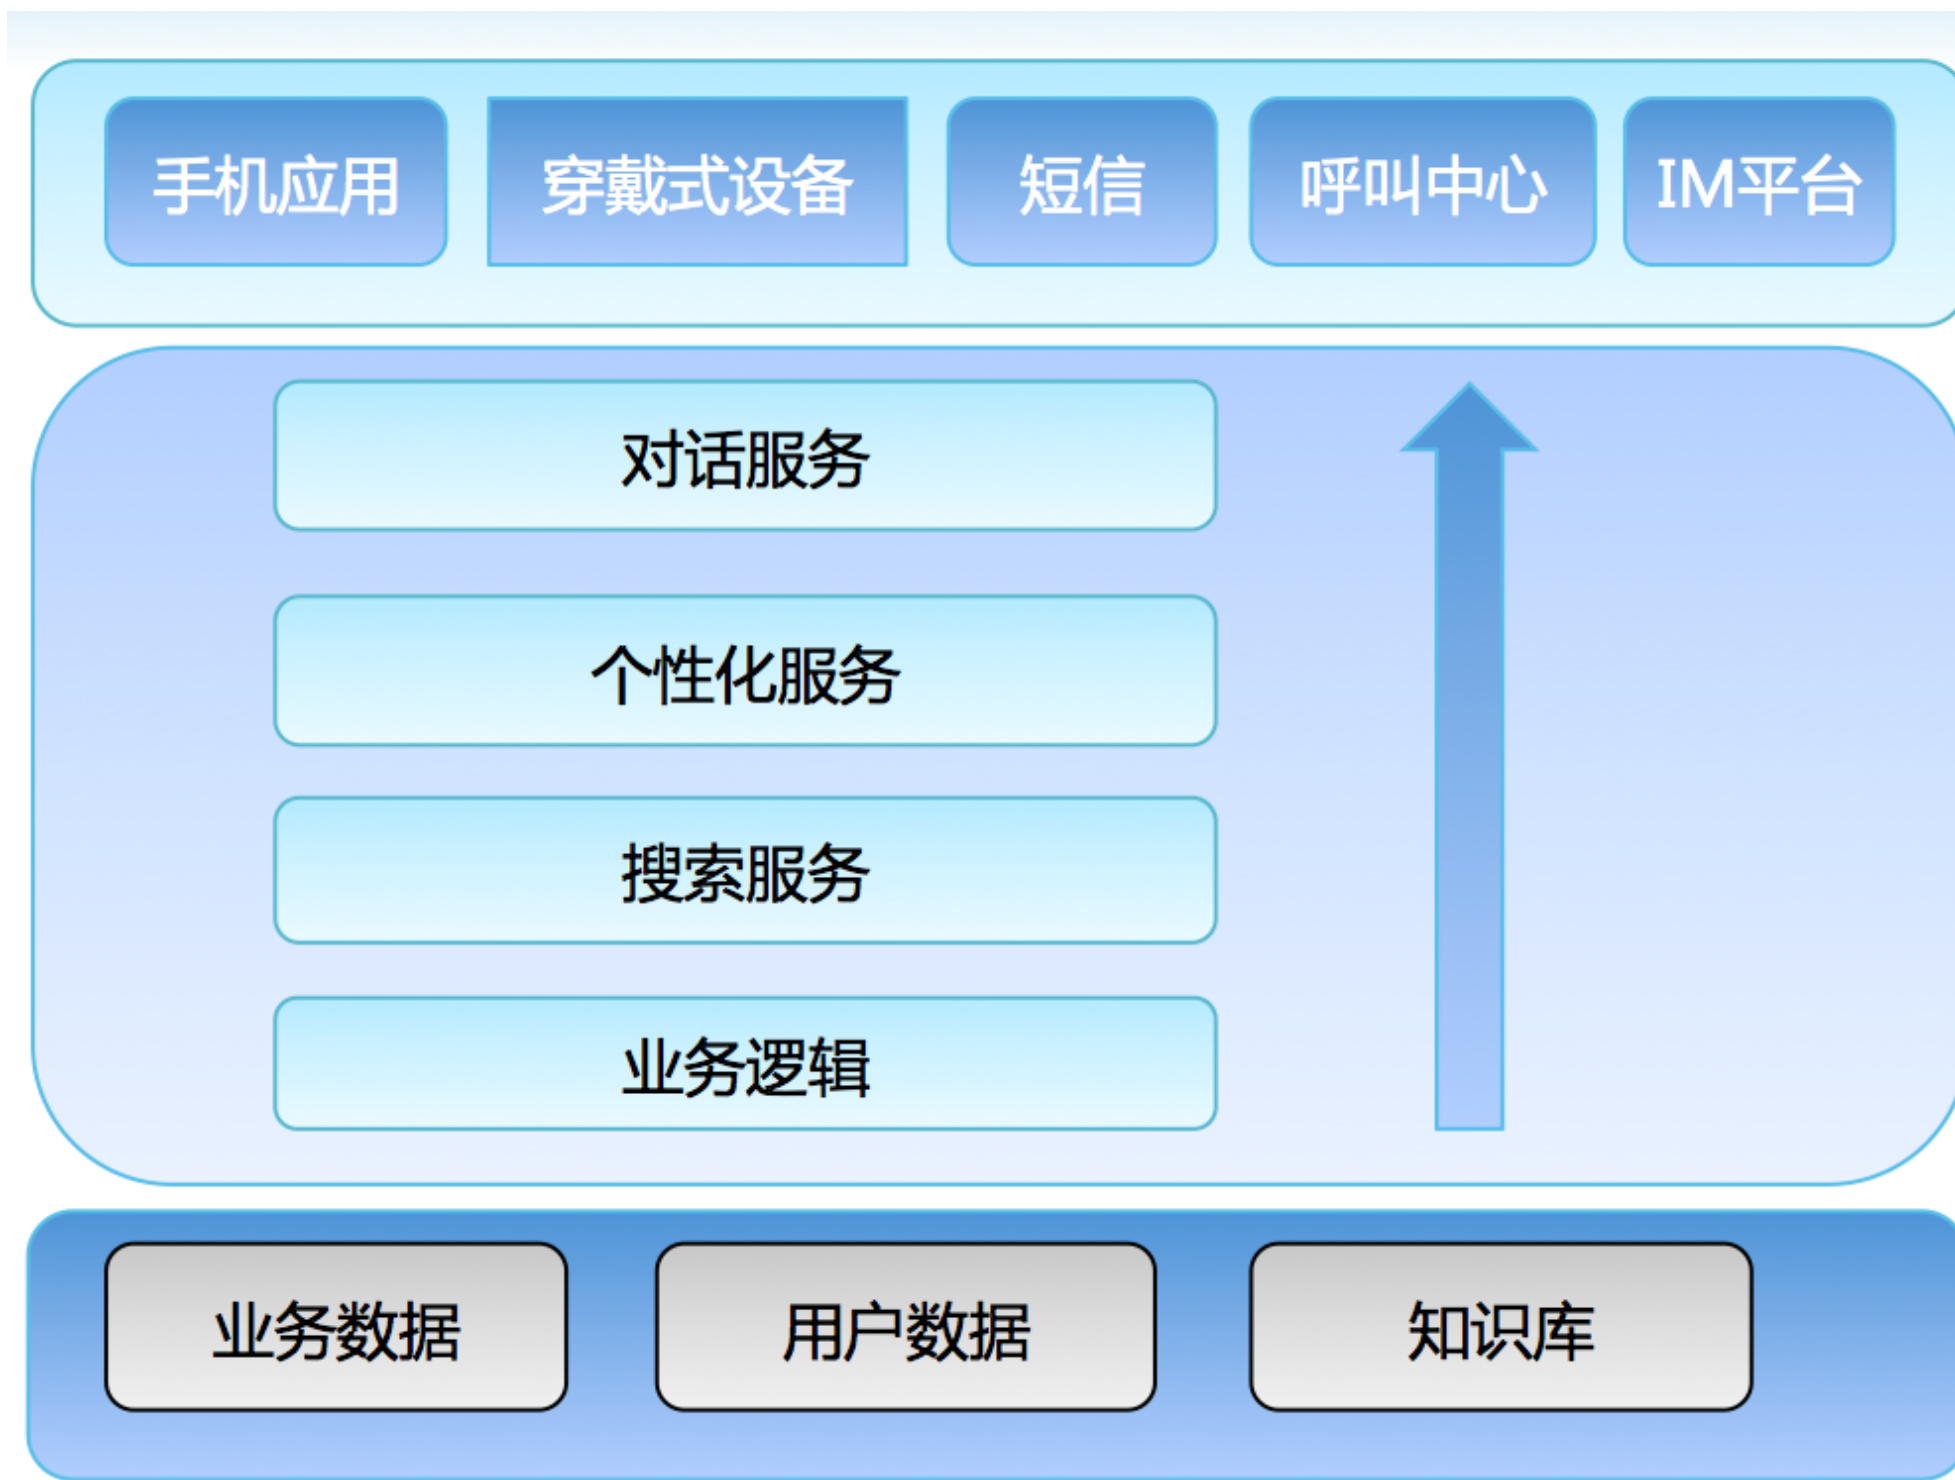 手机应用 穿戴式设备 短信 呼叫中心 IM平台
对话服务
个性化服务
搜索服务
业务逻辑
业务数据 用户数据 知识库